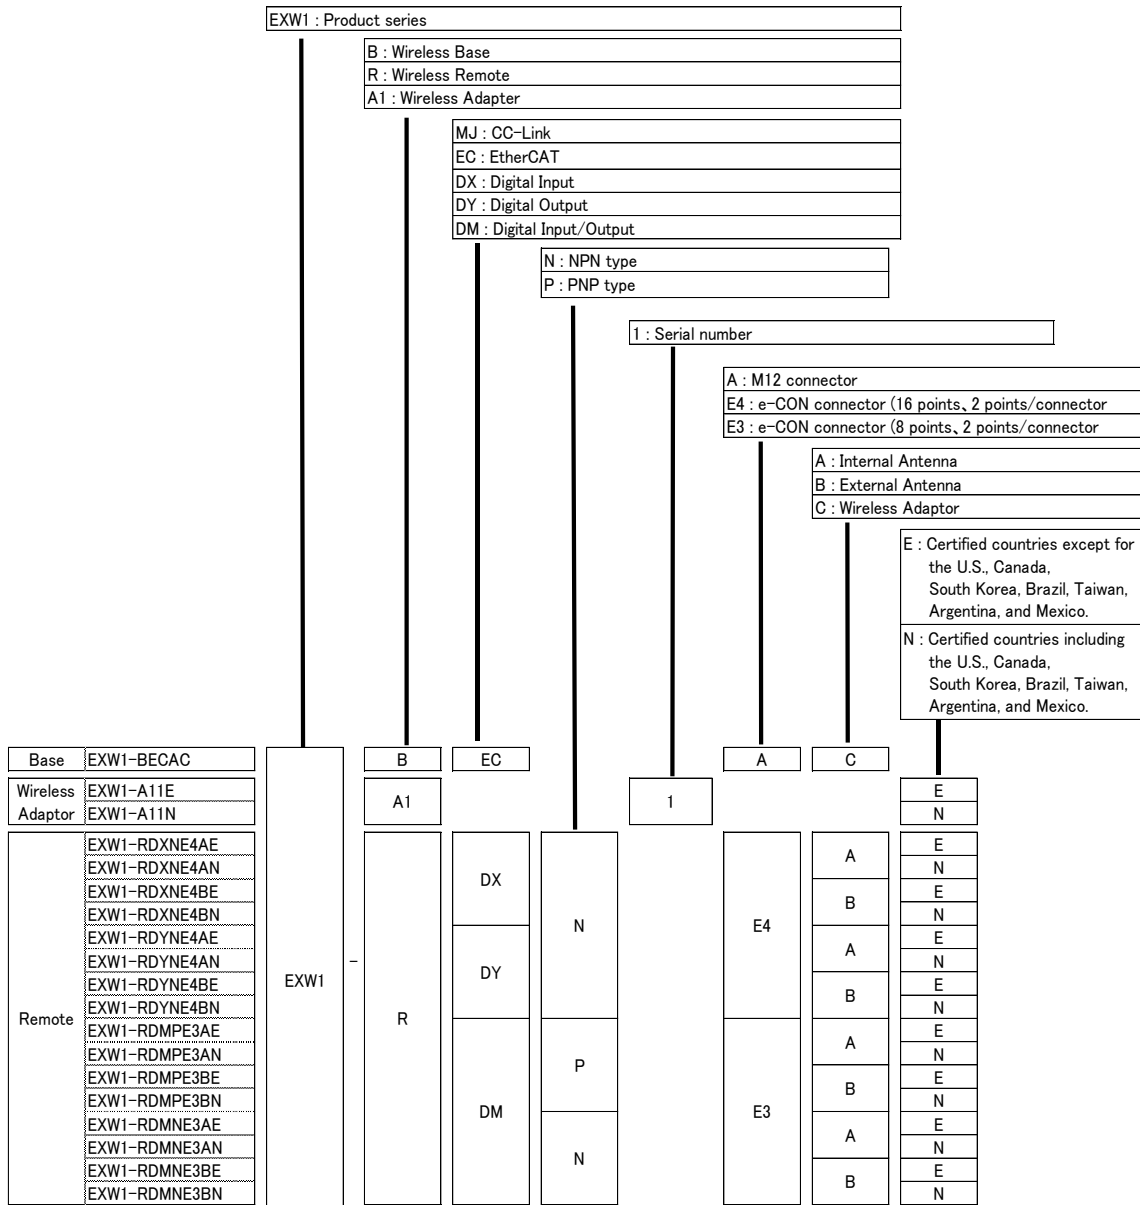 EXW1 : Product series
B : Wireless Base
R : Wireless Remote
A1 : Wireless Adapter
MJ : CC-Link
EC : EtherCAT
DX : Digital Input
DY : Digital Output
DM : Digital Input/Output
N : NPN type
P : PNP type
1 : Serial number
A : M12 connector
E4 : e-CON connector (16 points、2 points/connector
E3 : e-CON connector (8 points、2 points/connector
A : Internal Antenna
B : External Antenna
C : Wireless Adaptor
E : Certified countries except for
the U.S., Canada,
South Korea, Brazil, Taiwan,
Argentina, and Mexico.
N : Certified countries including
the U.S., Canada,
South Korea, Brazil, Taiwan,
Argentina, and Mexico.
Base EXW1-BECAC B EC A C
Wireless Adaptor
EXW1-A11E E
EXW1-A11N N
A1 1
Remote
EXW1-RDXNE4AE E
EXW1-RDXNE4AN N
EXW1-RDXNE4BE E
EXW1-RDXNE4BN N
EXW1-RDYNE4AE E
EXW1-RDYNE4AN N
EXW1-RDYNE4BE E
EXW1-RDYNE4BN N
EXW1-RDMPE3AE E
EXW1-RDMPE3AN N
EXW1-RDMPE3BE E
EXW1-RDMPE3BN N
EXW1-RDMNE3AE E
EXW1-RDMNE3AN N
EXW1-RDMNE3BE E
EXW1-RDMNE3BN N
EXW1
-
R
DX
DY
DM
N
P
N
E4
E3
A
B
A
B
A
B
A
B